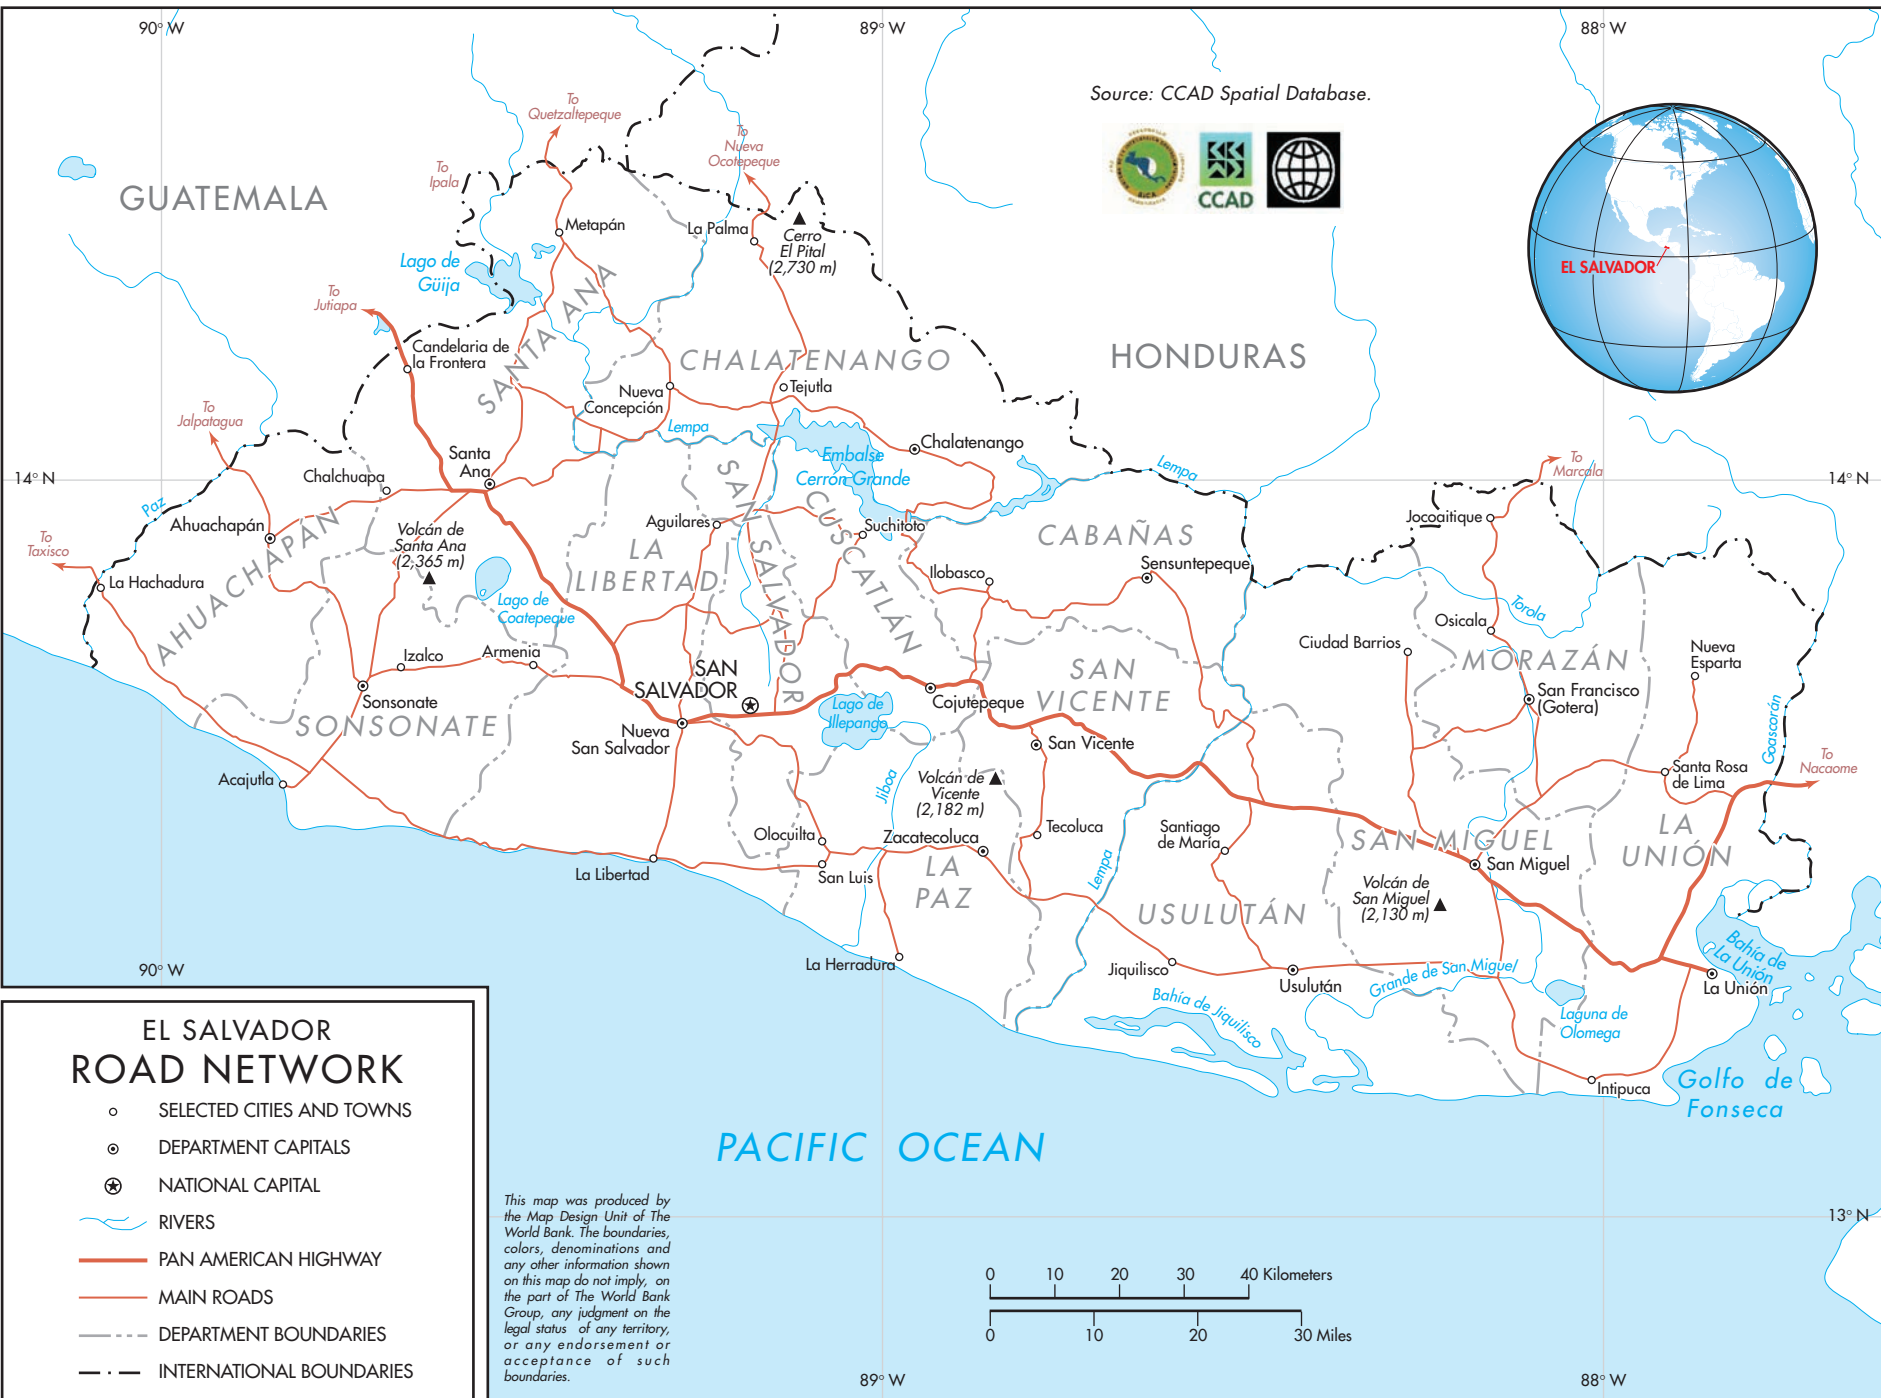 90° W
89° W
88° W
To
Quetzaltepeque
Source: CCAD Spatial Database.
To
Nueva
Ocotepeque
To
Ipala
CCAD
GUATEMALA
Metapán
La Palma
Cerro
El Pital
(2,730 m)
Lago de
Güija
EL SALVADOR
To
Jutiapa
Candelaria de
la Frontera
SANTA ANA
CHALATENANGO
HONDURAS
Nueva
Concepción
Tejutla
To
Jalpatagua
Lempa
Chalatenango
Santa
Ana
Embalse
Cerrón Grande
Lempa
To
Marcala
14° N
Chalchuapa
14° N
Paz
Ahuachapán
Volcán de
Santa Ana
(2,365 m)
Aguilares
SAN SALVADOR
CUSCATLÁN
Suchitoto
CABAÑAS
Jocoaitique
To
Taxisco
La Hachadura
AHUACHAPÁN
LA
LIBERTAD
Ilobasco
Sensuntepeque
Lago de
Coatepeque
Torola
Osicala
Izalco
Armenia
Ciudad Barrios
Nueva
Esparta
SAN
SALVADOR
SAN
VICENTE
MORAZÁN
Sonsonate
SONSONATE
Lago de
Illepango
Cojutepeque
San Francisco
(Gotera)
Goascorán
Nueva
San Salvador
San Vicente
To
Nacaome
Acajutla
Jiboa
Volcán de
Vicente
(2,182 m)
Santa Rosa
de Lima
Olocuilta
Zacatecoluca
Tecoluca
Santiago
de María
SAN MIGUEL
LA
UNIÓN
La Libertad
San Luis
LA
PAZ
Lempa
San Miguel
Volcán de
San Miguel
(2,130 m)
USULUTÁN
Bahía de
La Unión
90° W
La Herradura
Jiquilisco
Usulután
Grande de San Miguel
La Unión
Bahía de Jiquilisco
Laguna de
Olomega
Intipuca
Golfo de
Fonseca
PACIFIC OCEAN
EL SALVADOR
ROAD NETWORK
SELECTED CITIES AND TOWNS
DEPARTMENT CAPITALS
NATIONAL CAPITAL
RIVERS
PAN AMERICAN HIGHWAY
MAIN ROADS
DEPARTMENT BOUNDARIES
INTERNATIONAL BOUNDARIES
This map was produced by
the Map Design Unit of The
World Bank. The boundaries,
colors, denominations and
any other information shown
on this map do not imply, on
the part of The World Bank
Group, any judgment on the
legal status of any territory,
or any endorsement or
acceptance of such
boundaries.
13° N
0 10 20 30 40 Kilometers
0 10 20 30 Miles
89° W
88° W